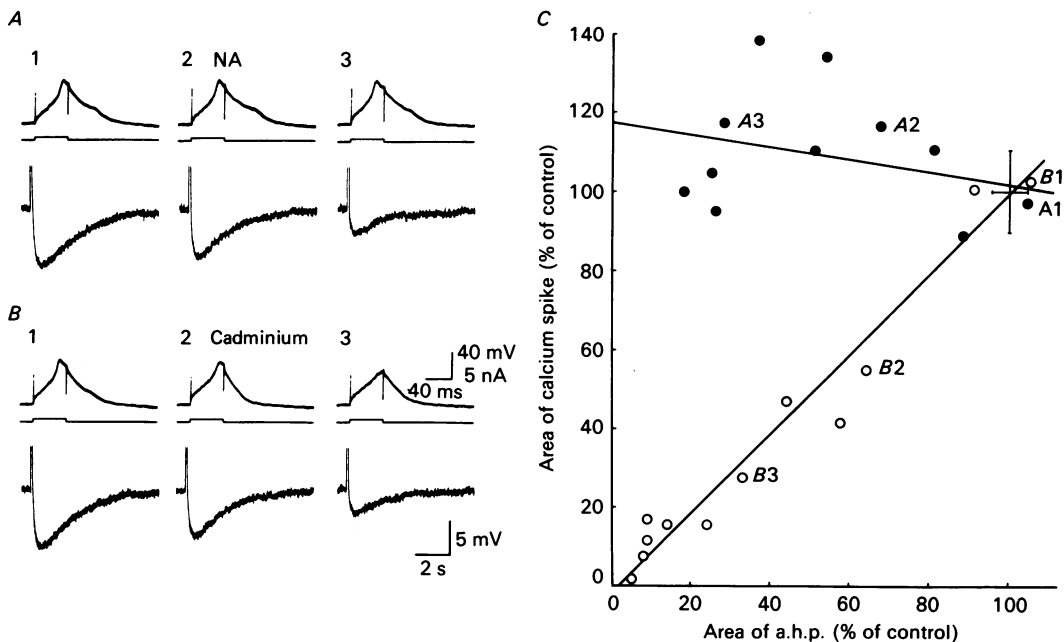 A
1
2 NA
3
B
1
2 Cadminium
3
40 mV
5 nA
40 ms
5 mV
2 s
C
Area of calcium spike (% of control)
140
120
100
80
60
40
20
0
0 20 40 60 80 100
Area of a.h.p. (% of control)
A3
A2
B1
A1
B2
B3